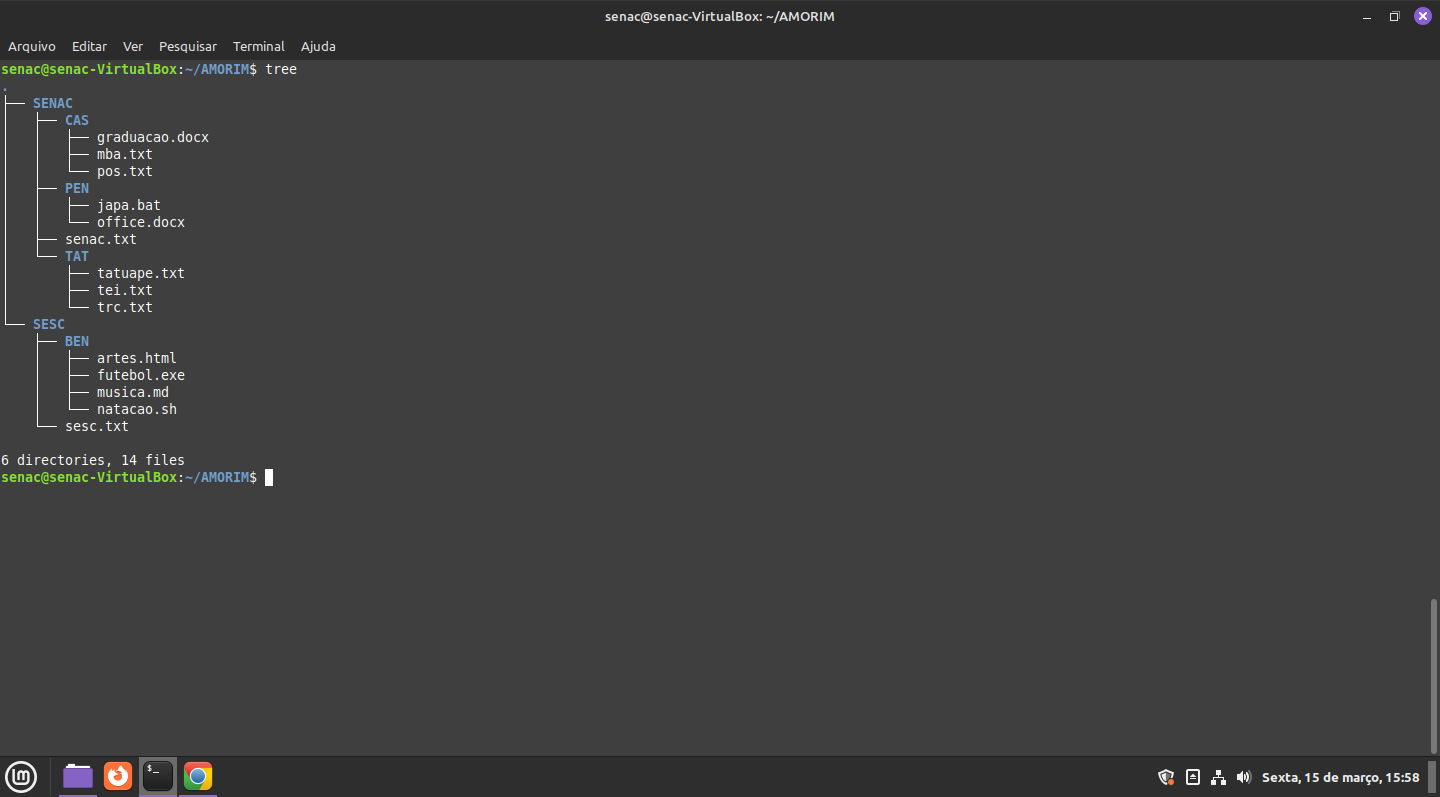 senac@senac-VirtualBox: ~/AMORIM
Arquivo Editar Ver Pesquisar Terminal Ajuda
senac@senac-VirtualBox:~/AMORIM$ tree
.
├── SENAC
│   ├── CAS
│   │   ├── graduacao.docx
│   │   ├── mba.txt
│   │   └── pos.txt
│   ├── PEN
│   │   ├── japa.bat
│   │   └── office.docx
│   ├── senac.txt
│   └── TAT
│       ├── tatuape.txt
│       ├── tei.txt
│       └── trc.txt
└── SESC
    ├── BEN
    │   ├── artes.html
    │   ├── futebol.exe
    │   ├── musica.md
    │   └── natacao.sh
    └── sesc.txt

6 directories, 14 files
senac@senac-VirtualBox:~/AMORIM$
lm
$_
Sexta, 15 de março, 15:58